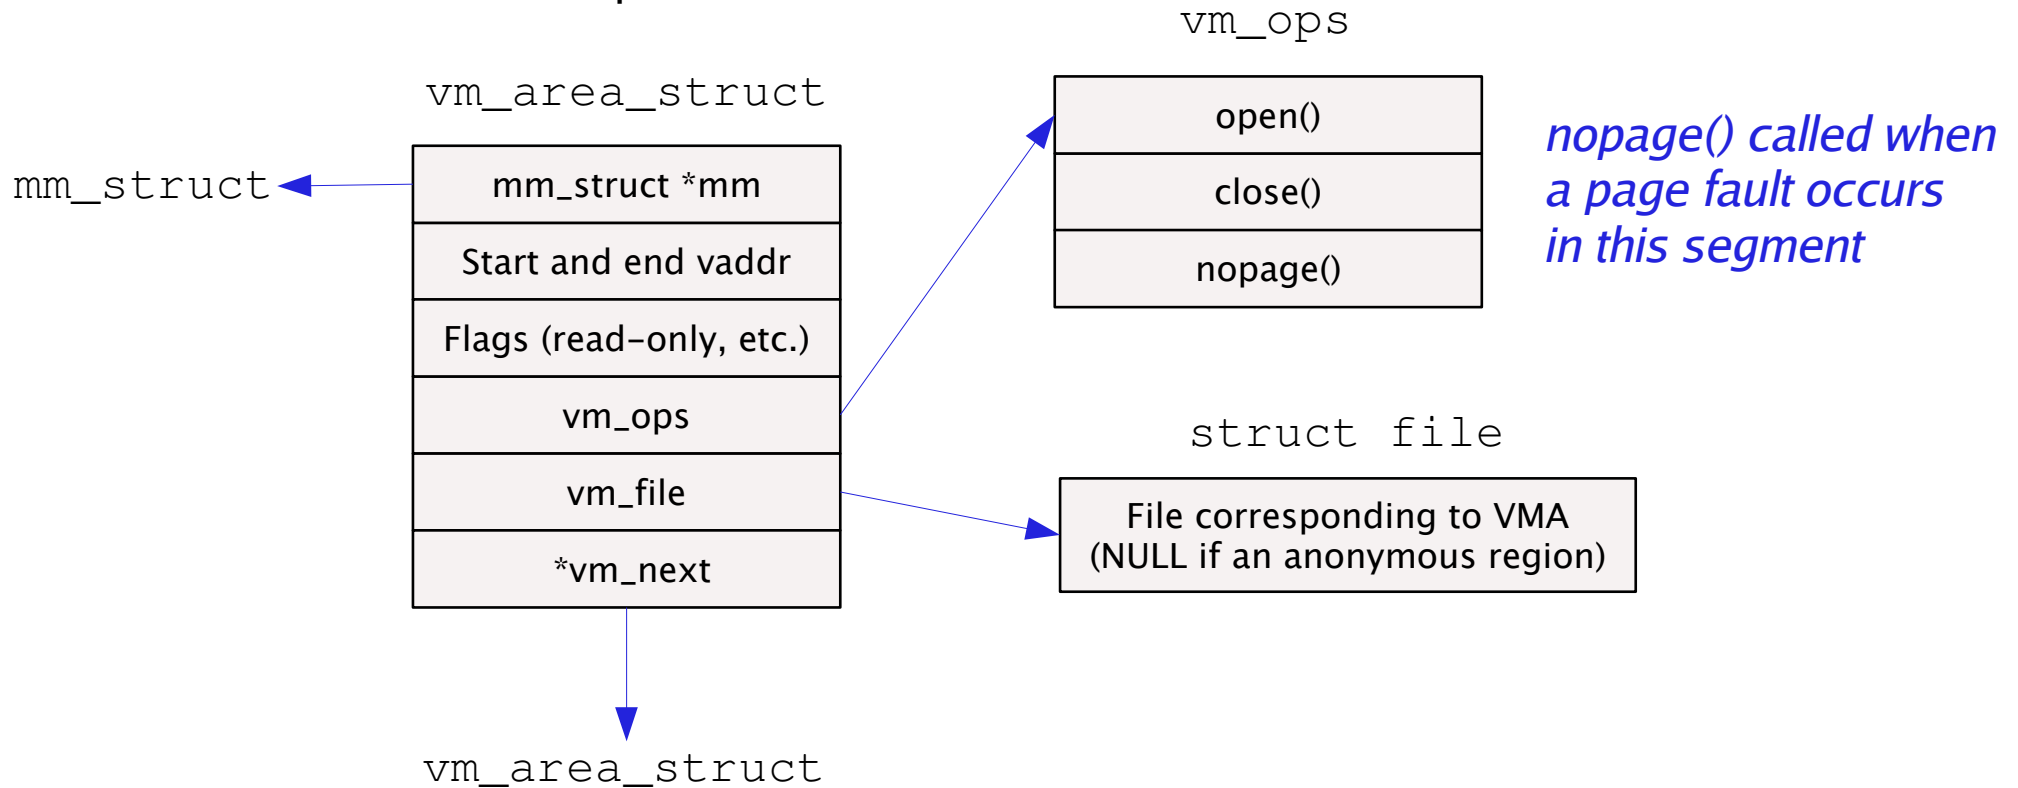 vm_ops
vm_area_struct
open()
nopage() called when
a page fault occurs
in this segment
mm_struct
mm_struct *mm
close()
Start and end vaddr
nopage()
Flags (read-only, etc.)
vm_ops
struct file
vm_file
File corresponding to VMA
(NULL if an anonymous region)
*vm_next
vm_area_struct